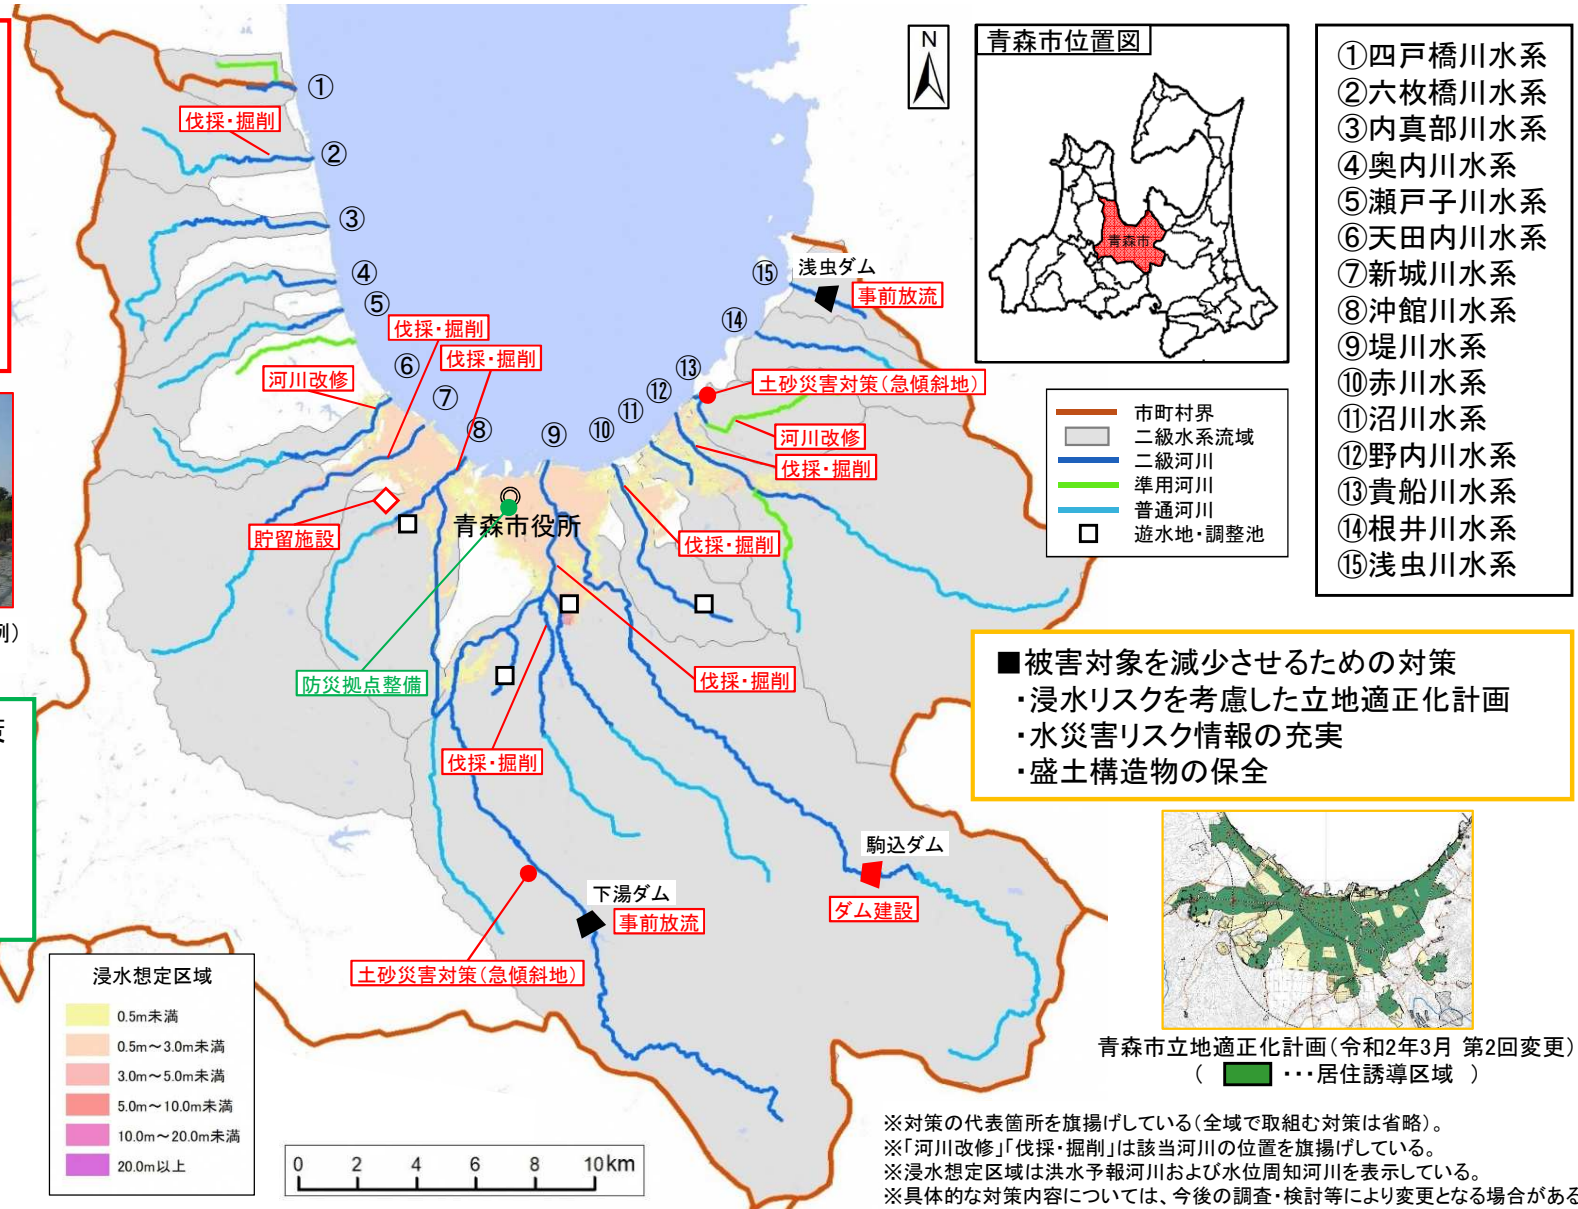 N
青森市位置図
青森市
①四戸橋川水系
②六枚橋川水系
③内真部川水系
④奥内川水系
⑤瀬戸子川水系
⑥天田内川水系
⑦新城川水系
⑧沖館川水系
⑨堤川水系
⑩赤川水系
⑪沼川水系
⑫野内川水系
⑬貴船川水系
⑭根井川水系
⑮浅虫川水系
①
伐採・掘削
②
③
④
⑤
伐採・掘削
伐採・掘削
⑥
河川改修
⑦
⑧
⑨
⑩
⑪
⑫
⑬
⑭
⑮
浅虫ダム
事前放流
土砂災害対策(急傾斜地)
河川改修
伐採・掘削
市町村界
二級水系流域
二級河川
準用河川
普通河川
遊水地・調整池
貯留施設
青森市役所
伐採・掘削
例)
防災拠点整備
伐採・掘削
伐採・掘削
■被害対象を減少させるための対策
・浸水リスクを考慮した立地適正化計画
・水災害リスク情報の充実
・盛土構造物の保全
駒込ダム
ダム建設
下湯ダム
事前放流
土砂災害対策(急傾斜地)
浸水想定区域
0.5m未満
0.5m～3.0m未満
3.0m～5.0m未満
5.0m～10.0m未満
10.0m～20.0m未満
20.0m以上
0 2 4 6 8 10km
青森市立地適正化計画(令和2年3月 第2回変更)
( ・・・居住誘導区域 )
※対策の代表箇所を旗揚げしている(全域で取組む対策は省略)。
※「河川改修」「伐採・掘削」は該当河川の位置を旗揚げしている。
※浸水想定区域は洪水予報河川および水位周知河川を表示している。
※具体的な対策内容については、今後の調査・検討等により変更となる場合がある